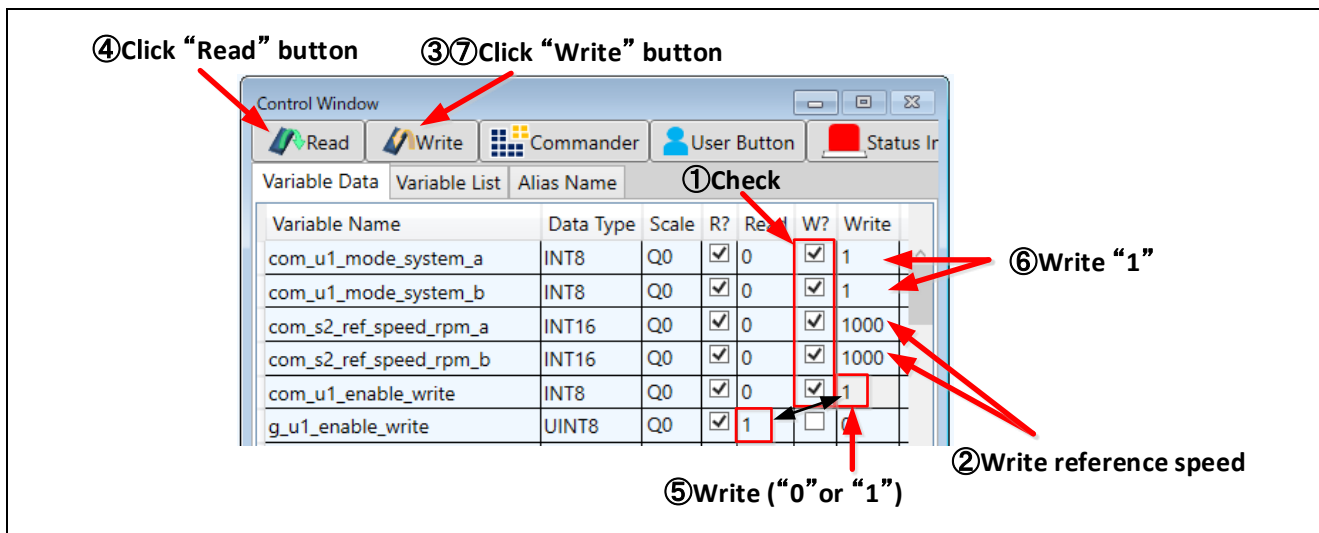 ④Click “Read” button ③⑦Click “Write” button
Control Window
Read Write Commander User Button Status In
Variable Data Variable List Alias Name ①Check
Variable Name Data Type Scale R? Read W? Write
com_u1_mode_system_a INT8 Q0 0 1
⑥Write “1”
com_u1_mode_system_b INT8 Q0 0 1
com_s2_ref_speed_rpm_a INT16 Q0 0 1000
com_s2_ref_speed_rpm_b INT16 Q0 0 1000
com_u1_enable_write INT8 Q0 0 1
g_u1_enable_write UINT8 Q0 1 0
②Write reference speed
⑤Write (“0”or “1”)